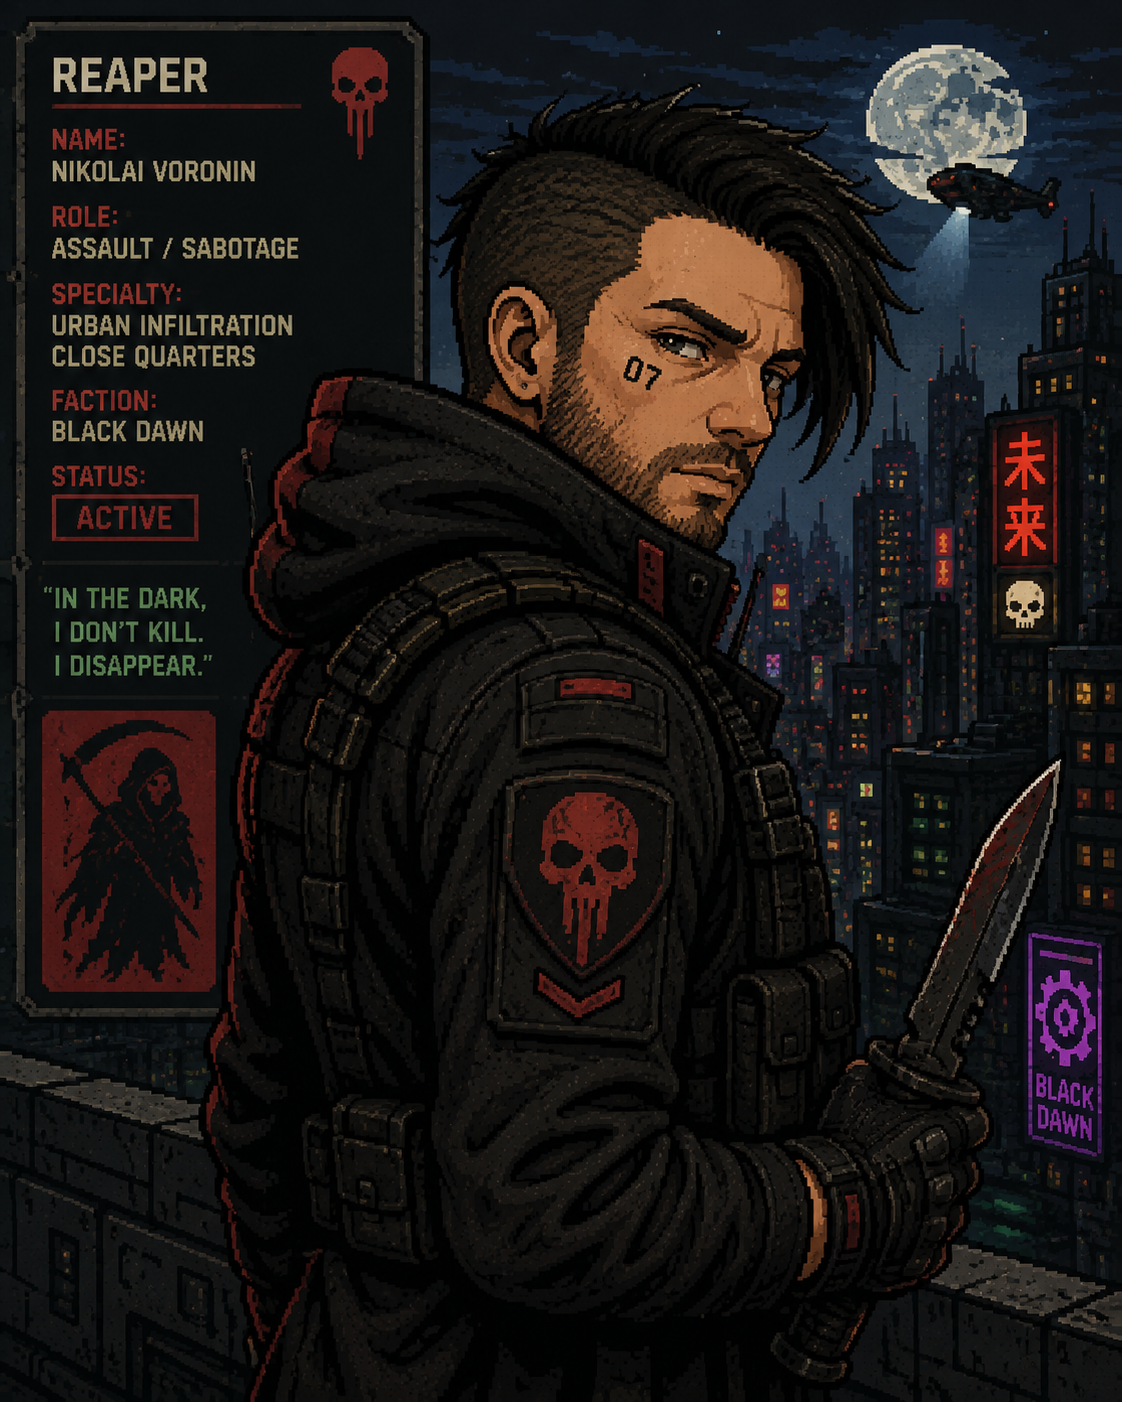 REAPER
NAME:
NIKOLAI VORONIN
ROLE:
ASSAULT / SABOTAGE
SPECIALTY:
URBAN INFILTRATION
CLOSE QUARTERS
FACTION:
BLACK DAWN
STATUS:
ACTIVE
“IN THE DARK,
I DON’T KILL.
I DISAPPEAR.”
07
未来
BLACK
DAWN